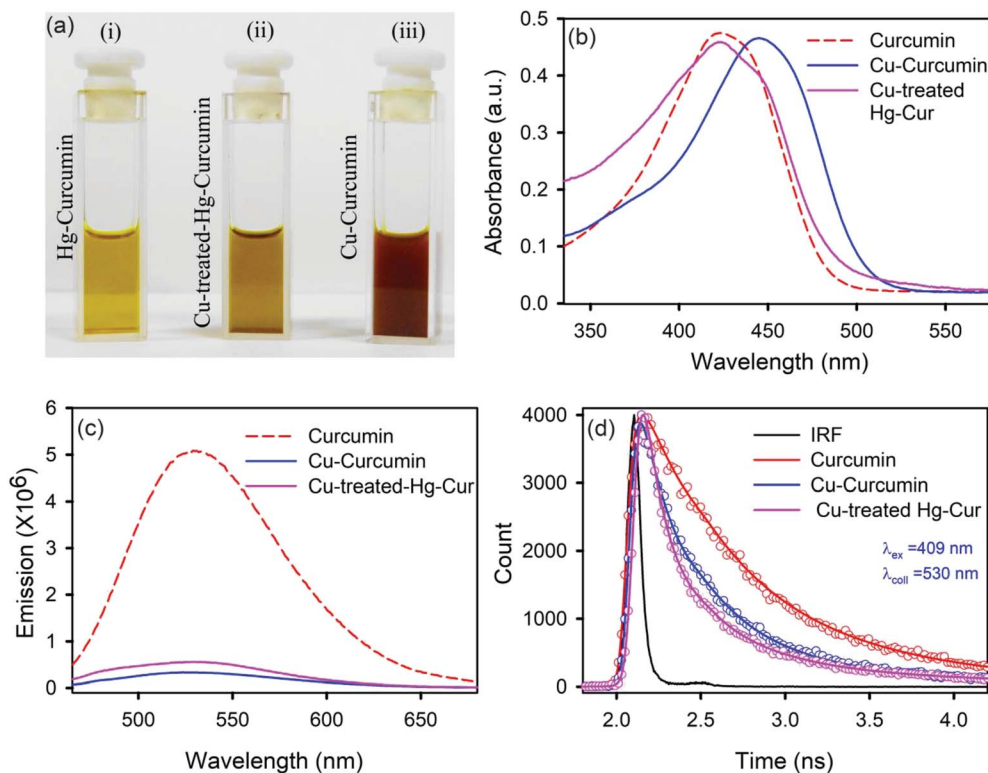 (a)
(i)
(ii)
(iii)
Hg-Curcumin
Cu-treated-Hg-Curcumin
Cu-Curcumin
(b)
Curcumin
Cu-Curcumin
Cu-treated
Hg-Cur
Absorbance (a.u.)
0.5
0.4
0.3
0.2
0.1
0.0
350
400
450
500
550
Wavelength (nm)
(c)
Curcumin
Cu-Curcumin
Cu-treated-Hg-Cur
Emission (X10⁶)
6
5
4
3
2
1
0
500
550
600
650
Wavelength (nm)
(d)
IRF
Curcumin
Cu-Curcumin
Cu-treated Hg-Cur
λex =409 nm
λcoll =530 nm
Count
4000
3000
2000
1000
0
2.0
2.5
3.0
3.5
4.0
Time (ns)